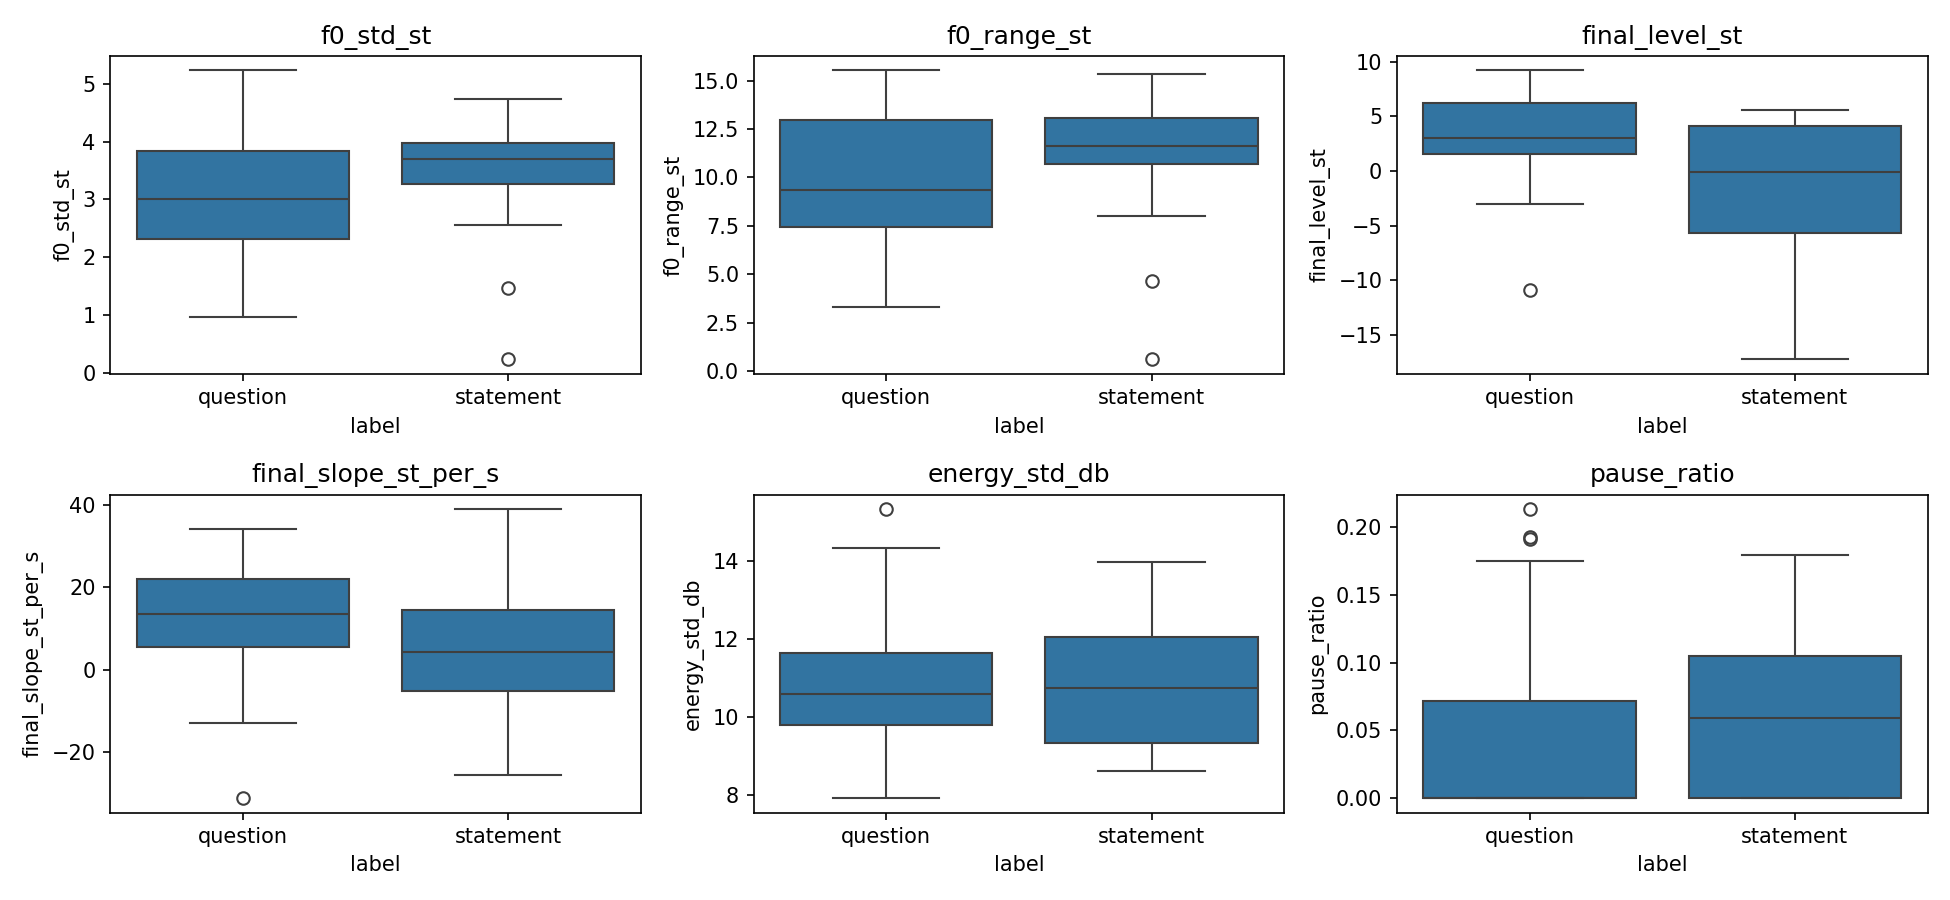 f0_std_st
f0_std_st
5
4
3
2
1
0
question
statement
label
f0_range_st
f0_range_st
15.0
12.5
10.0
7.5
5.0
2.5
0.0
question
statement
label
final_level_st
final_level_st
10
5
0
−5
−10
−15
question
statement
label
final_slope_st_per_s
final_slope_st_per_s
40
20
0
−20
question
statement
label
energy_std_db
energy_std_db
14
12
10
8
question
statement
label
pause_ratio
pause_ratio
0.20
0.15
0.10
0.05
0.00
question
statement
label